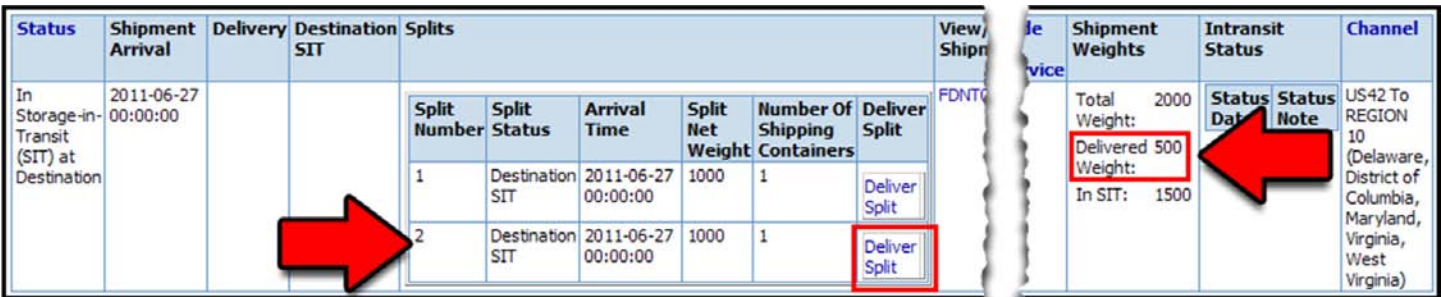 Status
Shipment
Arrival
Delivery
Destination
SIT
Splits
View/
Shipn
de
rvice
Shipment
Weights
Intransit
Status
Channel
In
Storage-in-
Transit
(SIT) at
Destination
2011-06-27
00:00:00
Split
Number
Split
Status
Arrival
Time
Split
Net
Weight
Number Of
Shipping
Containers
Deliver
Split
1
Destination
SIT
2011-06-27
00:00:00
1000
1
Deliver
Split
2
Destination
SIT
2011-06-27
00:00:00
1000
1
Deliver
Split
Total
Weight:
2000
Delivered
Weight:
500
In SIT: 1500
Status
Status
Note
US42 To
REGION
10
(Delaware,
District of
Columbia,
Maryland,
Virginia,
West
Virginia)